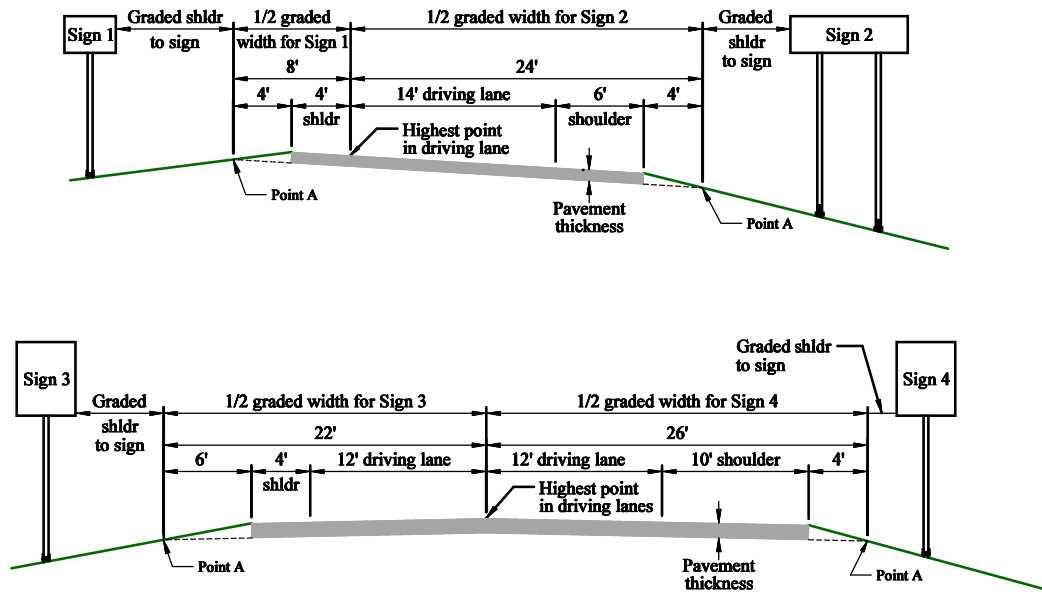 Sign 1
Graded shldr
to sign
1/2 graded
width for Sign 1
1/2 graded width for Sign 2
Graded
shldr
to sign
Sign 2
8'
24'
4'
4'
shldr
14' driving lane
6'
shoulder
4'
Highest point
in driving lane
Point A
Pavement
thickness
Point A
Sign 3
Graded
shldr
to sign
1/2 graded width for Sign 3
1/2 graded width for Sign 4
Graded shldr
to sign
Sign 4
22'
26'
6'
4'
shldr
12' driving lane
12' driving lane
10' shoulder
4'
Highest point
in driving lanes
Point A
Pavement
thickness
Point A